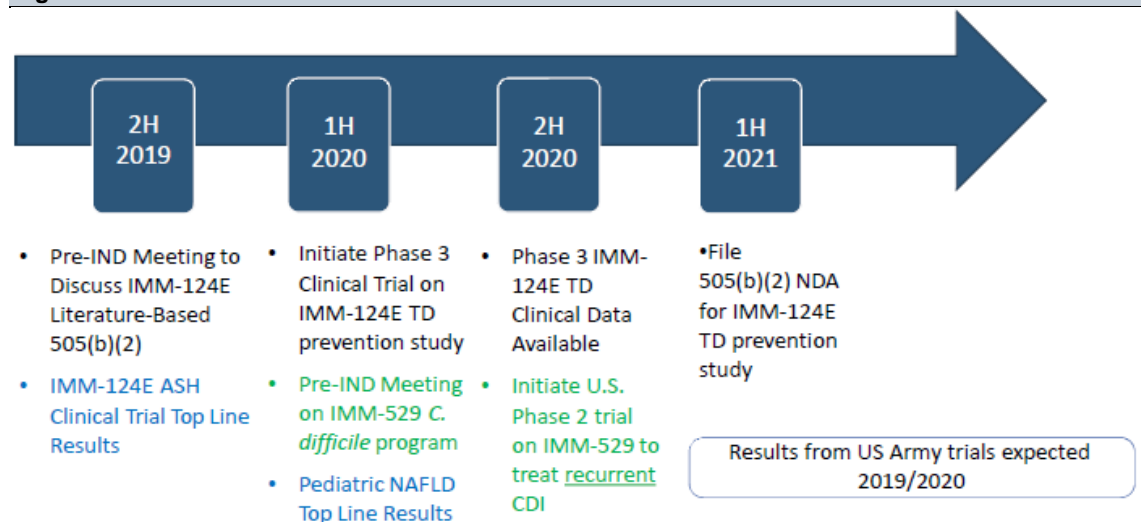 2H
2019
1H
2020
2H
2020
1H
2021
• Pre-IND Meeting to
Discuss IMM-124E
Literature-Based
505(b)(2)
• IMM-124E ASH
Clinical Trial Top Line
Results
• Initiate Phase 3
Clinical Trial on
IMM-124E TD
prevention study
• Pre-IND Meeting
on IMM-529 C.
difficile program
• Pediatric NAFLD
Top Line Results
• Phase 3 IMM-
124E TD
Clinical Data
Available
• Initiate U.S.
Phase 2 trial
on IMM-529 to
treat recurrent
CDI
•File
505(b)(2) NDA
for IMM-124E
TD prevention
study
Results from US Army trials expected
2019/2020